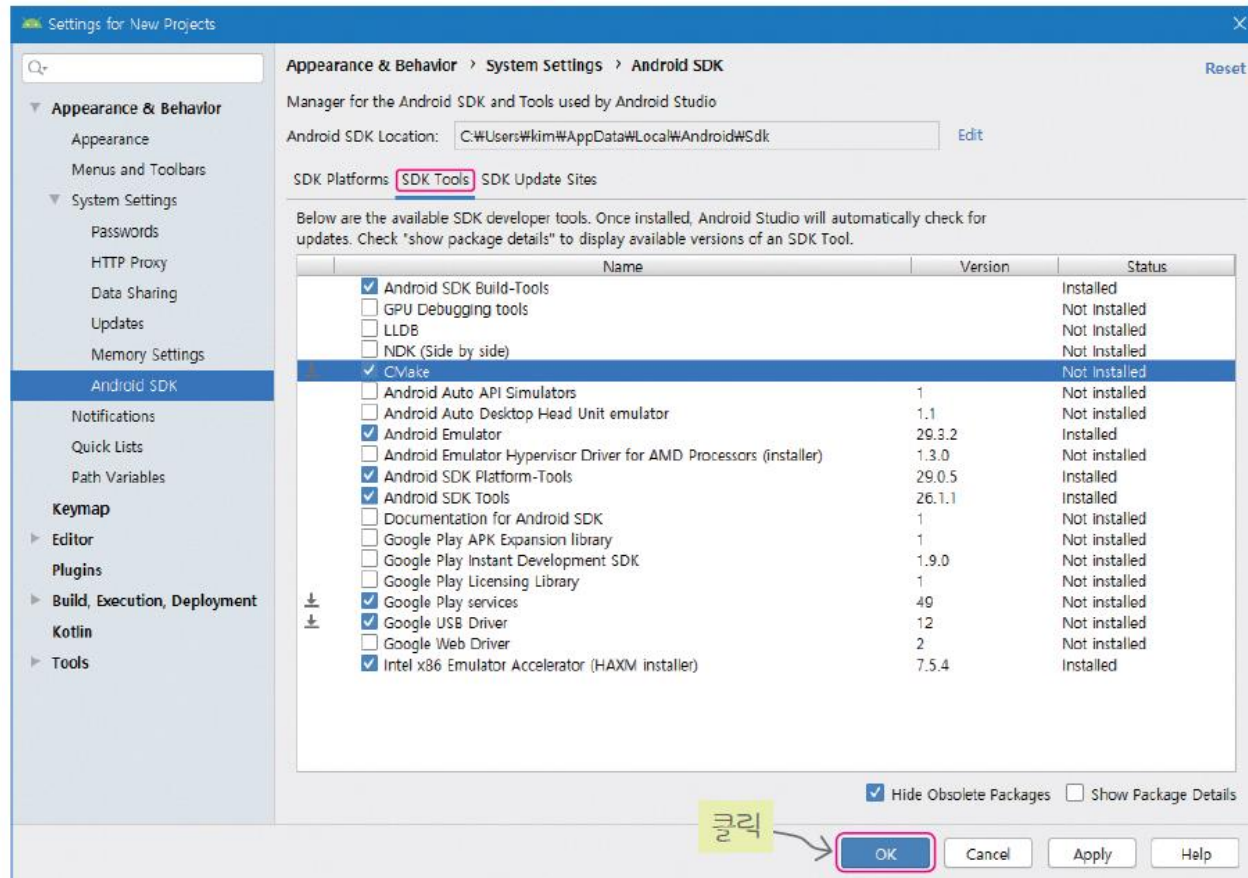 Settings for New Projects
Appearance & Behavior
Appearance
Menus and Toolbars
System Settings
Passwords
HTTP Proxy
Data Sharing
Updates
Memory Settings
Android SDK
Notifications
Quick Lists
Path Variables
Keymap
Editor
Plugins
Build, Execution, Deployment
Kotlin
Tools
Appearance & Behavior > System Settings > Android SDK
Reset
Manager for the Android SDK and Tools used by Android Studio
Android SDK Location: C:₩Users₩kim₩AppData₩Local₩Android₩Sdk Edit
SDK Platforms SDK Tools SDK Update Sites
Below are the available SDK developer tools. Once installed, Android Studio will automatically check for
updates. Check "show package details" to display available versions of an SDK Tool.
Name Version Status
Android SDK Build-Tools Installed
GPU Debugging tools Not Installed
LLDB Not Installed
NDK (Side by side) Not Installed
CMake Not Installed
Android Auto API Simulators 1 Not installed
Android Auto Desktop Head Unit emulator 1.1 Not installed
Android Emulator 29.3.2 Installed
Android Emulator Hypervisor Driver for AMD Processors (installer) 1.3.0 Not installed
Android SDK Platform-Tools 29.0.5 Installed
Android SDK Tools 26.1.1 Installed
Documentation for Android SDK 1 Not installed
Google Play APK Expansion library 1 Not installed
Google Play Instant Development SDK 1.9.0 Not installed
Google Play Licensing Library 1 Not installed
Google Play services 49 Not installed
Google USB Driver 12 Not installed
Google Web Driver 2 Not installed
Intel x86 Emulator Accelerator (HAXM installer) 7.5.4 Installed
Hide Obsolete Packages Show Package Details
클릭
OK Cancel Apply Help